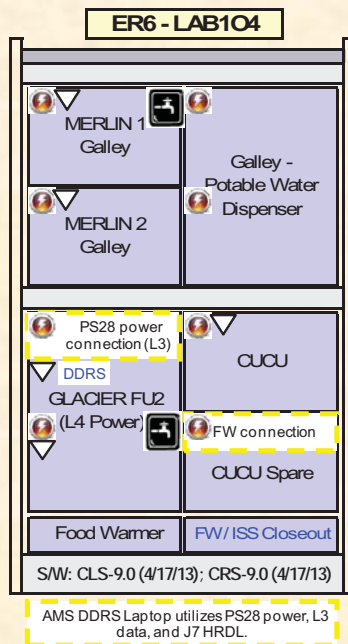 ER6 - LAB1O4
MERLIN 1
Galley
Galley -
Potable Water
Dispenser
MERLIN 2
Galley
PS28 power
connection (L3)
DDRS
GLACIER FU2
(L4 Power)
CUCU
FW connection
CUCU Spare
Food Warmer
FW / ISS Closeout
S/W: CLS-9.0 (4/17/13); CRS-9.0 (4/17/13)
AMS DDRS Laptop utilizes PS28 power, L3
data, and J7 HRDL.